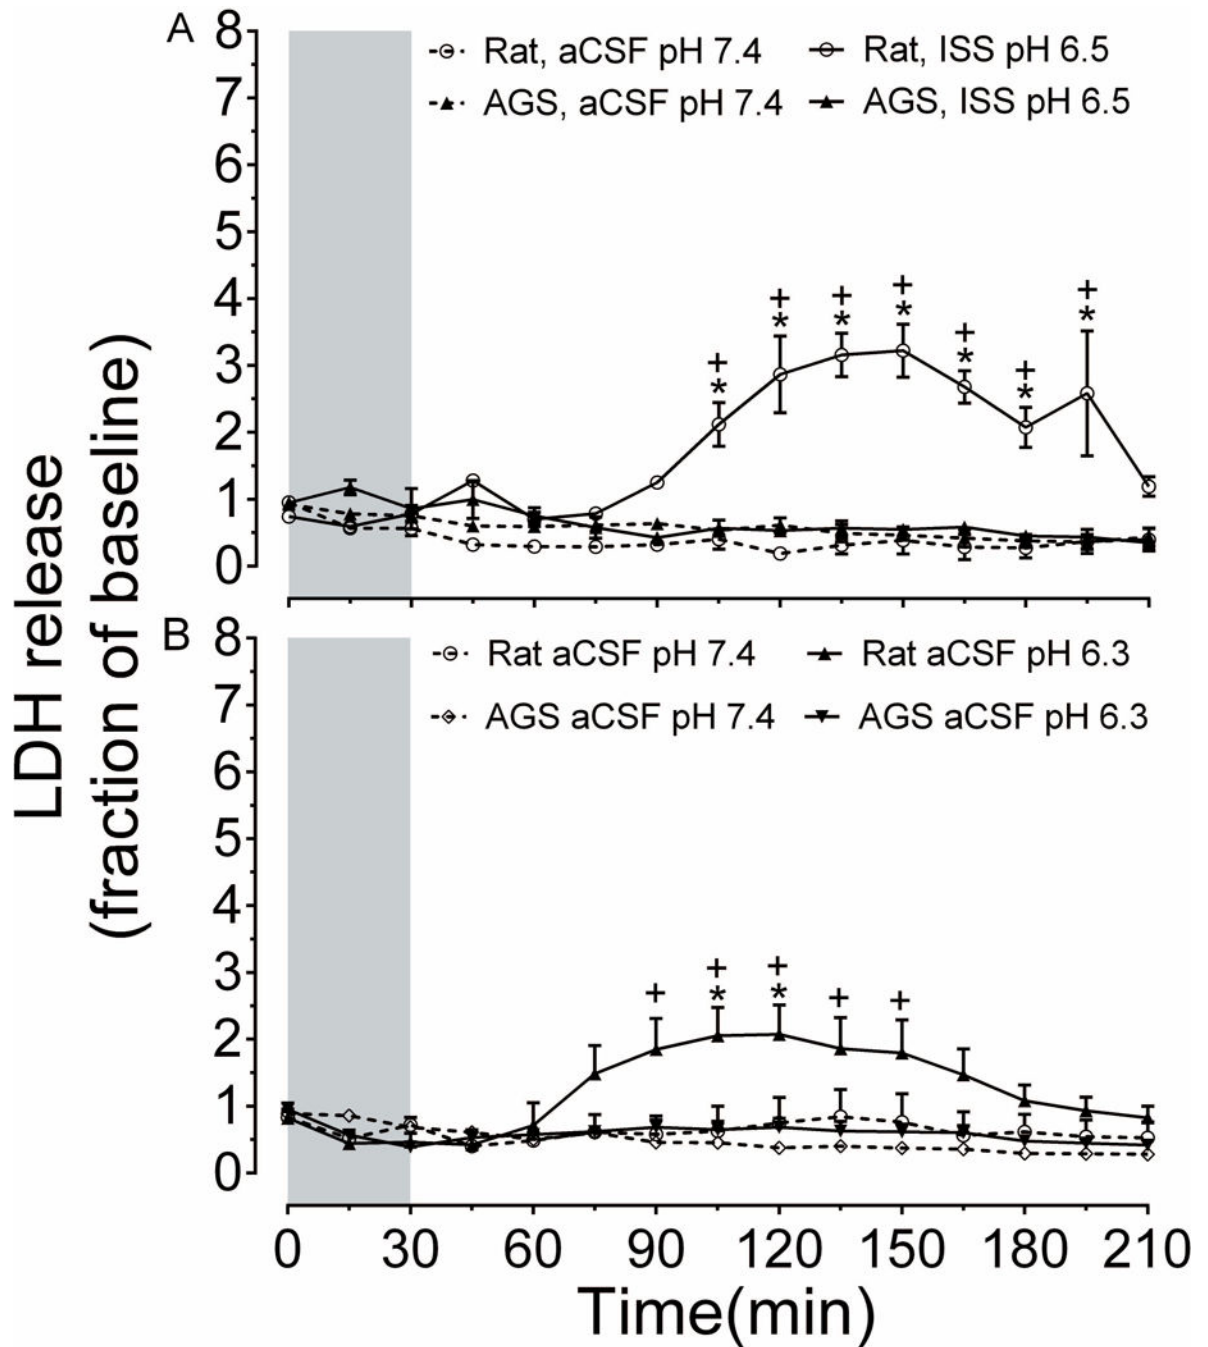 A
8
7
6
5
4
3
2
1
0
Rat, aCSF pH 7.4
Rat, ISS pH 6.5
AGS, aCSF pH 7.4
AGS, ISS pH 6.5
+ + + + + + +
* * * * * * *
LDH release
(fraction of baseline)
B
8
7
6
5
4
3
2
1
0
Rat aCSF pH 7.4
Rat aCSF pH 6.3
AGS aCSF pH 7.4
AGS aCSF pH 6.3
+ + + + +
* *
0 30 60 90 120 150 180 210
Time(min)